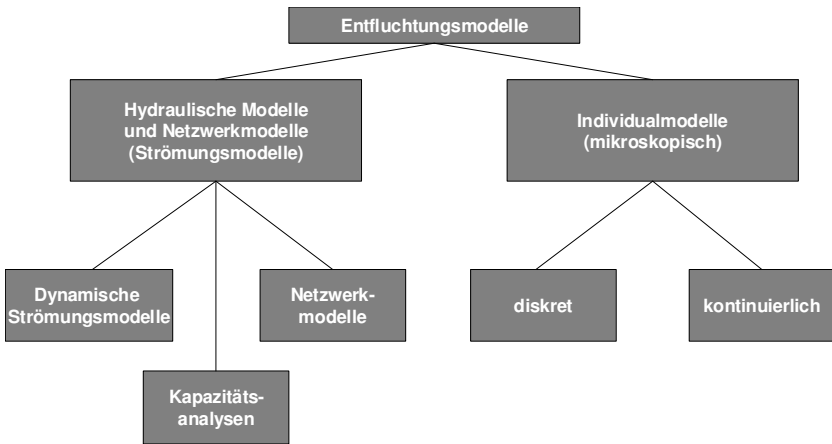 Entfluchtungsmodelle
Hydraulische Modelle
und Netzwerkmodelle
(Strömungsmodelle)
Individualmodelle
(mikroskopisch)
Dynamische
Strömungsmodelle
Netzwerk-
modelle
diskret
kontinuierlich
Kapazitäts-
analysen